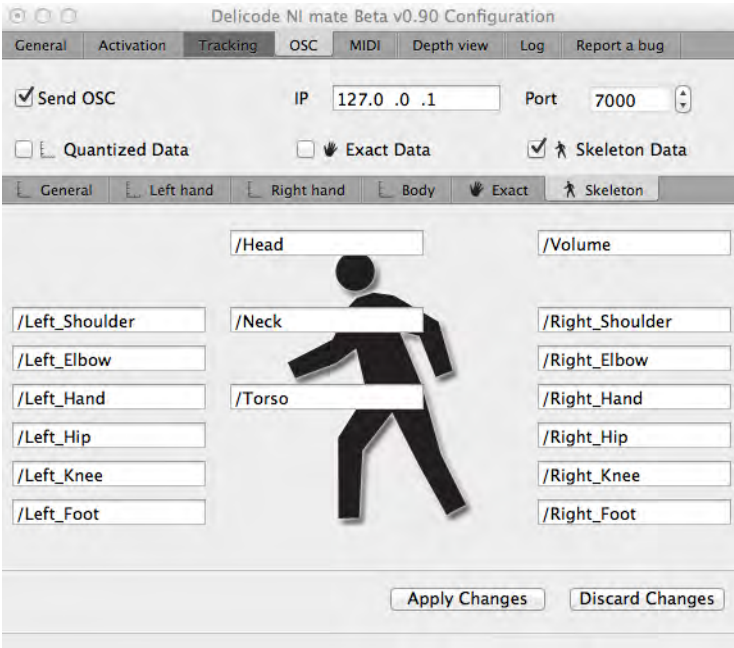 Delicode NI mate Beta v0.90 Configuration
General Activation Tracking OSC MIDI Depth view Log Report a bug
Send OSC IP 127.0 .0 .1 Port 7000
Quantized Data Exact Data Skeleton Data
General Left hand Right hand Body Exact Skeleton
/Head /Volume
/Left_Shoulder /Neck /Right_Shoulder
/Left_Elbow /Right_Elbow
/Left_Hand /Torso /Right_Hand
/Left_Hip /Right_Hip
/Left_Knee /Right_Knee
/Left_Foot /Right_Foot
Apply Changes Discard Changes